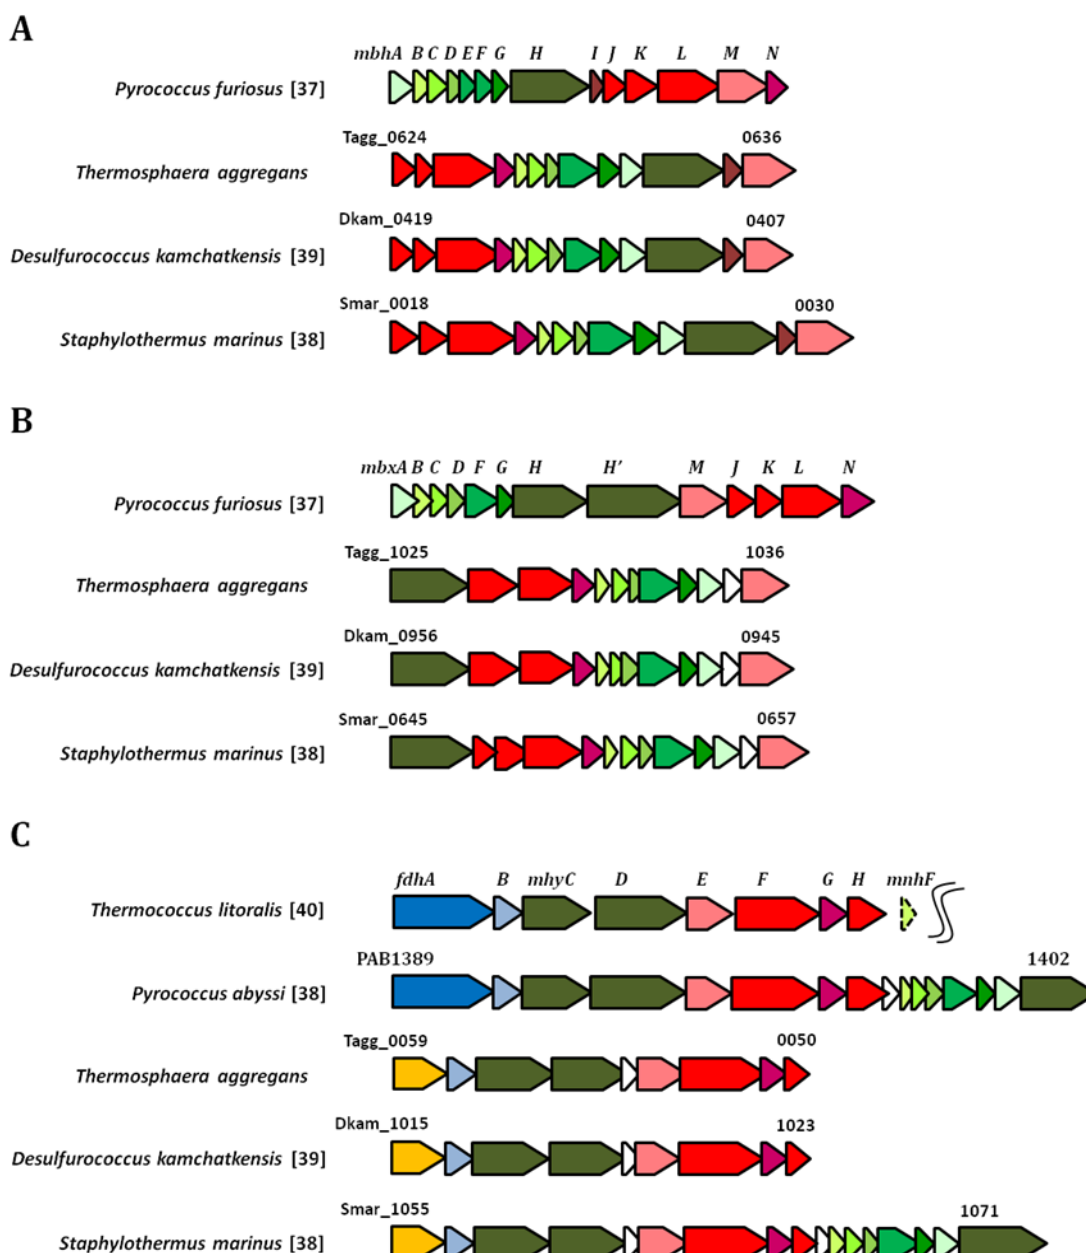 A
mbhA B C D E F G H I J K L M N
Pyrococcus furiosus [37]
Tagg_0624 0636
Thermosphaera aggregans
Dkam_0419 0407
Desulfurococcus kamchatkensis [39]
Smar_0018 0030
Staphylothermus marinus [38]
B
mbxA B C D F G H H' M J K L N
Pyrococcus furiosus [37]
Tagg_1025 1036
Thermosphaera aggregans
Dkam_0956 0945
Desulfurococcus kamchatkensis [39]
Smar_0645 0657
Staphylothermus marinus [38]
C
fdhA B mhyC D E F G H mnhF
Thermococcus litoralis [40]
PAB1389 1402
Pyrococcus abyssi [38]
Tagg_0059 0050
Thermosphaera aggregans
Dkam_1015 1023
Desulfurococcus kamchatkensis [39]
Smar_1055 1071
Staphylothermus marinus [38]